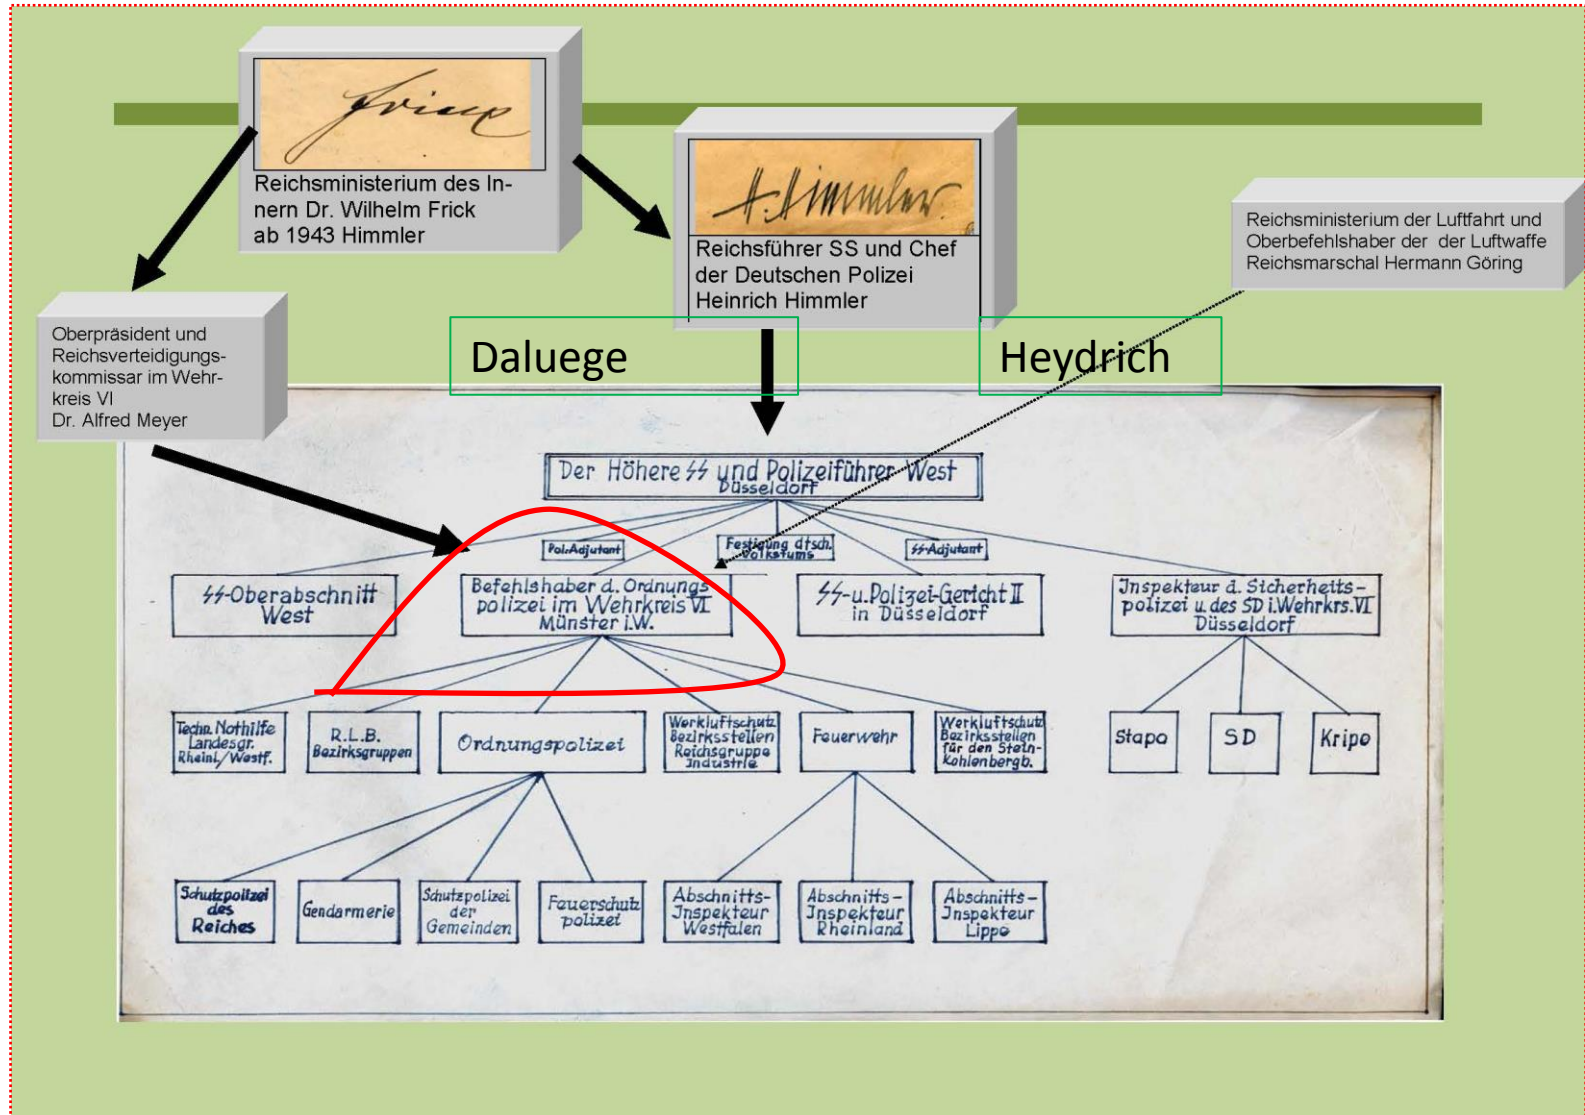 Frick
Reichsministerium des In-
nern Dr. Wilhelm Frick
ab 1943 Himmler
H. Himmler.
Reichsführer SS und Chef
der Deutschen Polizei
Heinrich Himmler
Reichsministerium der Luftfahrt und
Oberbefehlshaber der der Luftwaffe
Reichsmarschal Hermann Göring
Oberpräsident und
Reichsverteidigungs-
kommissar im Wehr-
kreis VI
Dr. Alfred Meyer
Daluege
Heydrich
Der Höhere SS und Polizeiführer West
Düsseldorf
Pol.Adjutant
Festigung dtsch.
Volkstums
SS-Adjutant
SS-Oberabschnitt
West
Befehlshaber d. Ordnungs
polizei im Wehrkreis VI
Münster i.W.
SS-u.Polizei-Gericht II
in Düsseldorf
Inspekteur d. Sicherheits-
polizei u des SD i.Wehrkrs.VI
Düsseldorf
Techn. Nothilfe
Landesgr.
Rheinl./Westf.
R.L.B.
Bezirksgruppen
Ordnungspolizei
Werkluftschutz
Bezirksstellen
Reichsgruppe
Industrie
Feuerwehr
Werkluftschutz
Bezirksstellen
für den Stein-
kohlenbergb.
Stapo
SD
Kripo
Schutzpolizei
des
Reiches
Gendarmerie
Schutzpolizei
der
Gemeinden
Feuerschutz
polizei
Abschnitts-
Inspekteur
Westfalen
Abschnitts-
Inspekteur
Rheinland
Abschnitts-
Inspekteur
Lippe